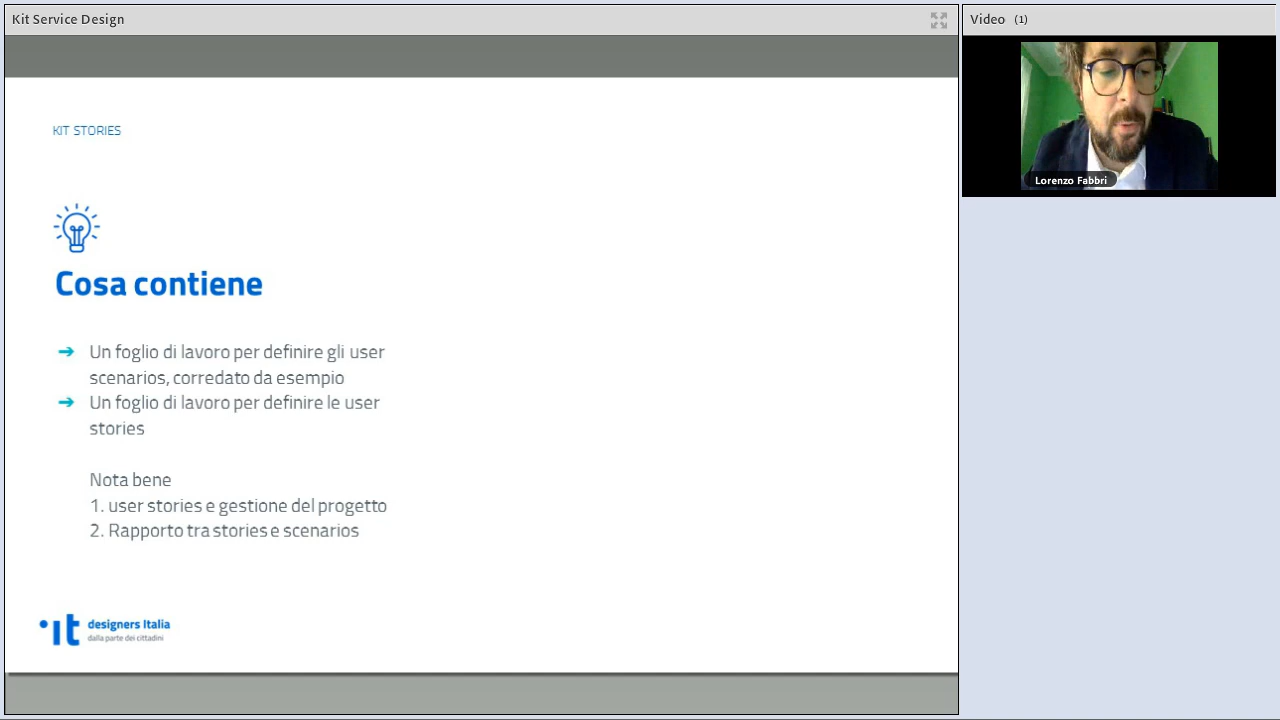 Kit Service Design
Video (1)
Lorenzo Fabbri
KIT STORIES
Cosa contiene
➔ Un foglio di lavoro per definire gli user
scenarios, corredato da esempio
➔ Un foglio di lavoro per definire le user
stories
Nota bene
1. user stories e gestione del progetto
2. Rapporto tra stories e scenarios
it designers Italia
dalla parte dei cittadini